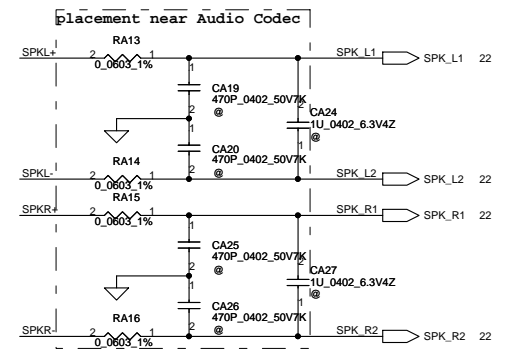 placement near Audio Codec
RA13
SPKL+ 2 1 SPK_L1 SPK_L1 22
0_0603_1%
1
CA19
470P_0402_50V7K
2 @
2 CA24
1U_0402_6.3V4Z
1 @
1
CA20
470P_0402_50V7K
2 @
RA14
SPKL- 2 1 SPK_L2 SPK_L2 22
0_0603_1%
RA15
SPKR+ 2 1 SPK_R1 SPK_R1 22
0_0603_1%
1
CA25
470P_0402_50V7K
2 @
2 CA27
1U_0402_6.3V4Z
1 @
1
CA26
470P_0402_50V7K
2 @
RA16
SPKR- 2 1 SPK_R2 SPK_R2 22
0_0603_1%